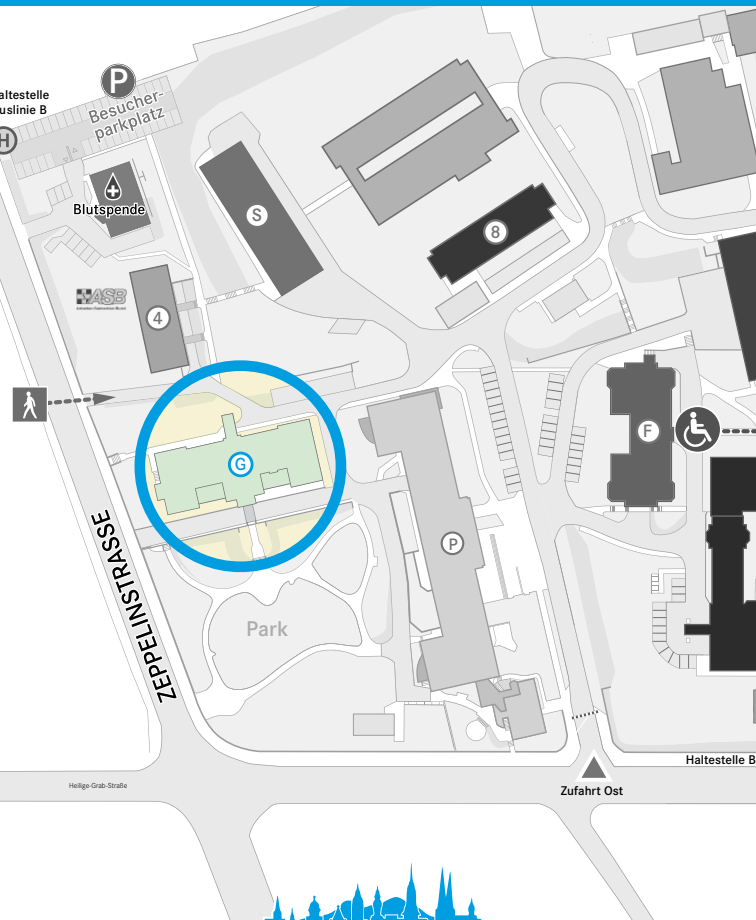 altestelle
uslinie B
H
P
Besucher-
parkplatz
Blutspende
S
8
ASB
4
G
F
P
ZEPPELINSTRASSE
Park
Haltestelle B
Heilige-Grab-Straße
Zufahrt Ost